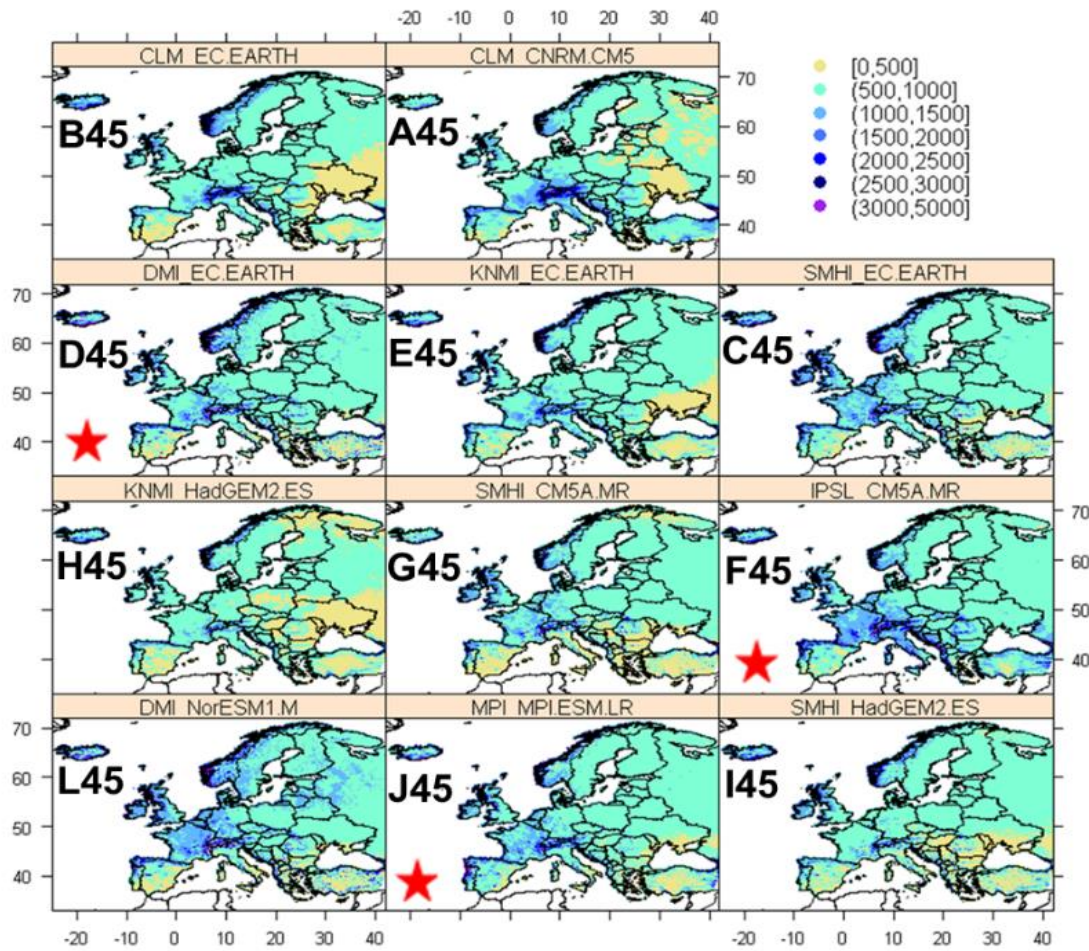 -20 -10 0 10 20 30 40
CLM_EC.EARTH
CLM_CNRM.CM5
B45
A45
70
60
50
40
[0,500]
(500,1000]
(1000,1500]
(1500,2000]
(2000,2500]
(2500,3000]
(3000,5000]
DMI_EC.EARTH
KNMI_EC.EARTH
SMHI_EC.EARTH
70
60
50
40
D45
E45
C45
KNMI_HadGEM2.ES
SMHI_CM5A.MR
IPSL_CM5A.MR
H45
G45
F45
70
60
50
40
DMI_NorESM1.M
MPI_MPI.ESM.LR
SMHI_HadGEM2.ES
70
60
50
40
L45
J45
I45
-20 -10 0 10 20 30 40
-20 -10 0 10 20 30 40